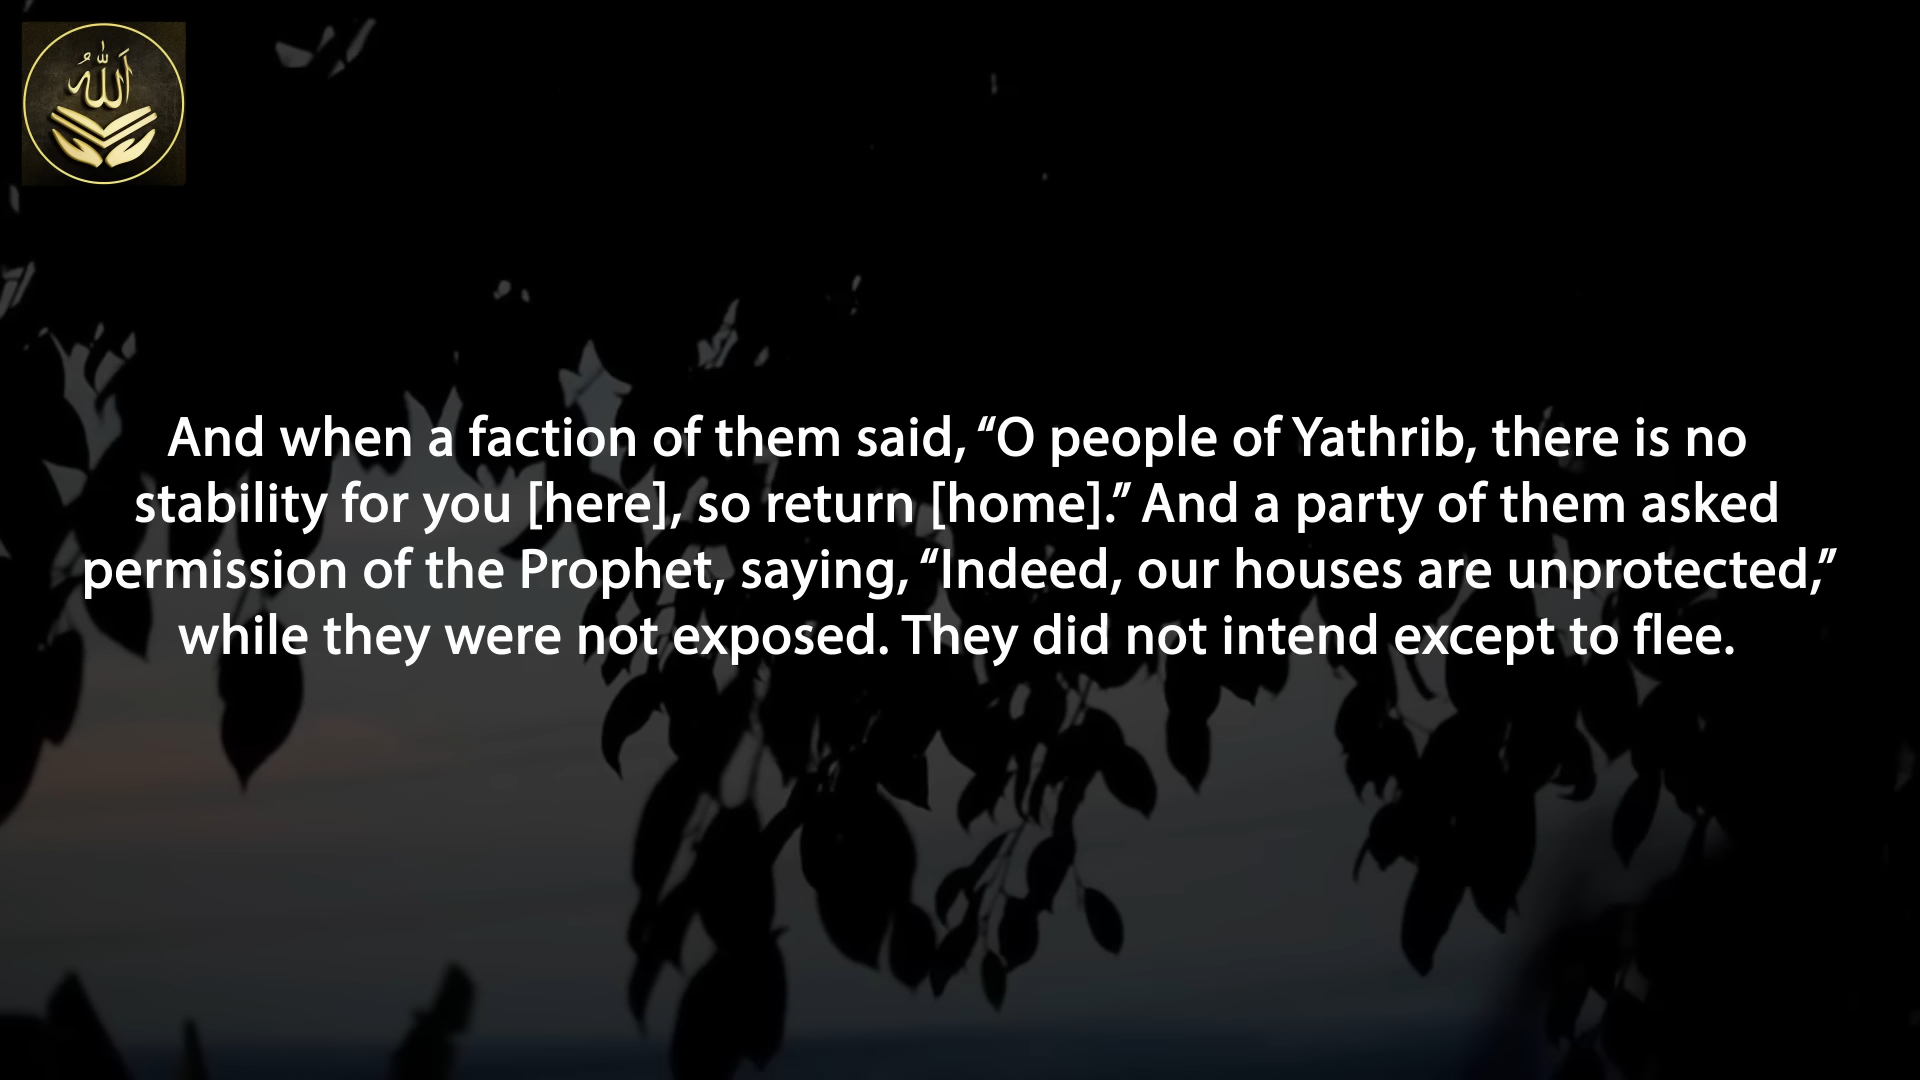 الله
And when a faction of them said, “O people of Yathrib, there is no
stability for you [here], so return [home].” And a party of them asked
permission of the Prophet, saying, “Indeed, our houses are unprotected,”
while they were not exposed. They did not intend except to flee.